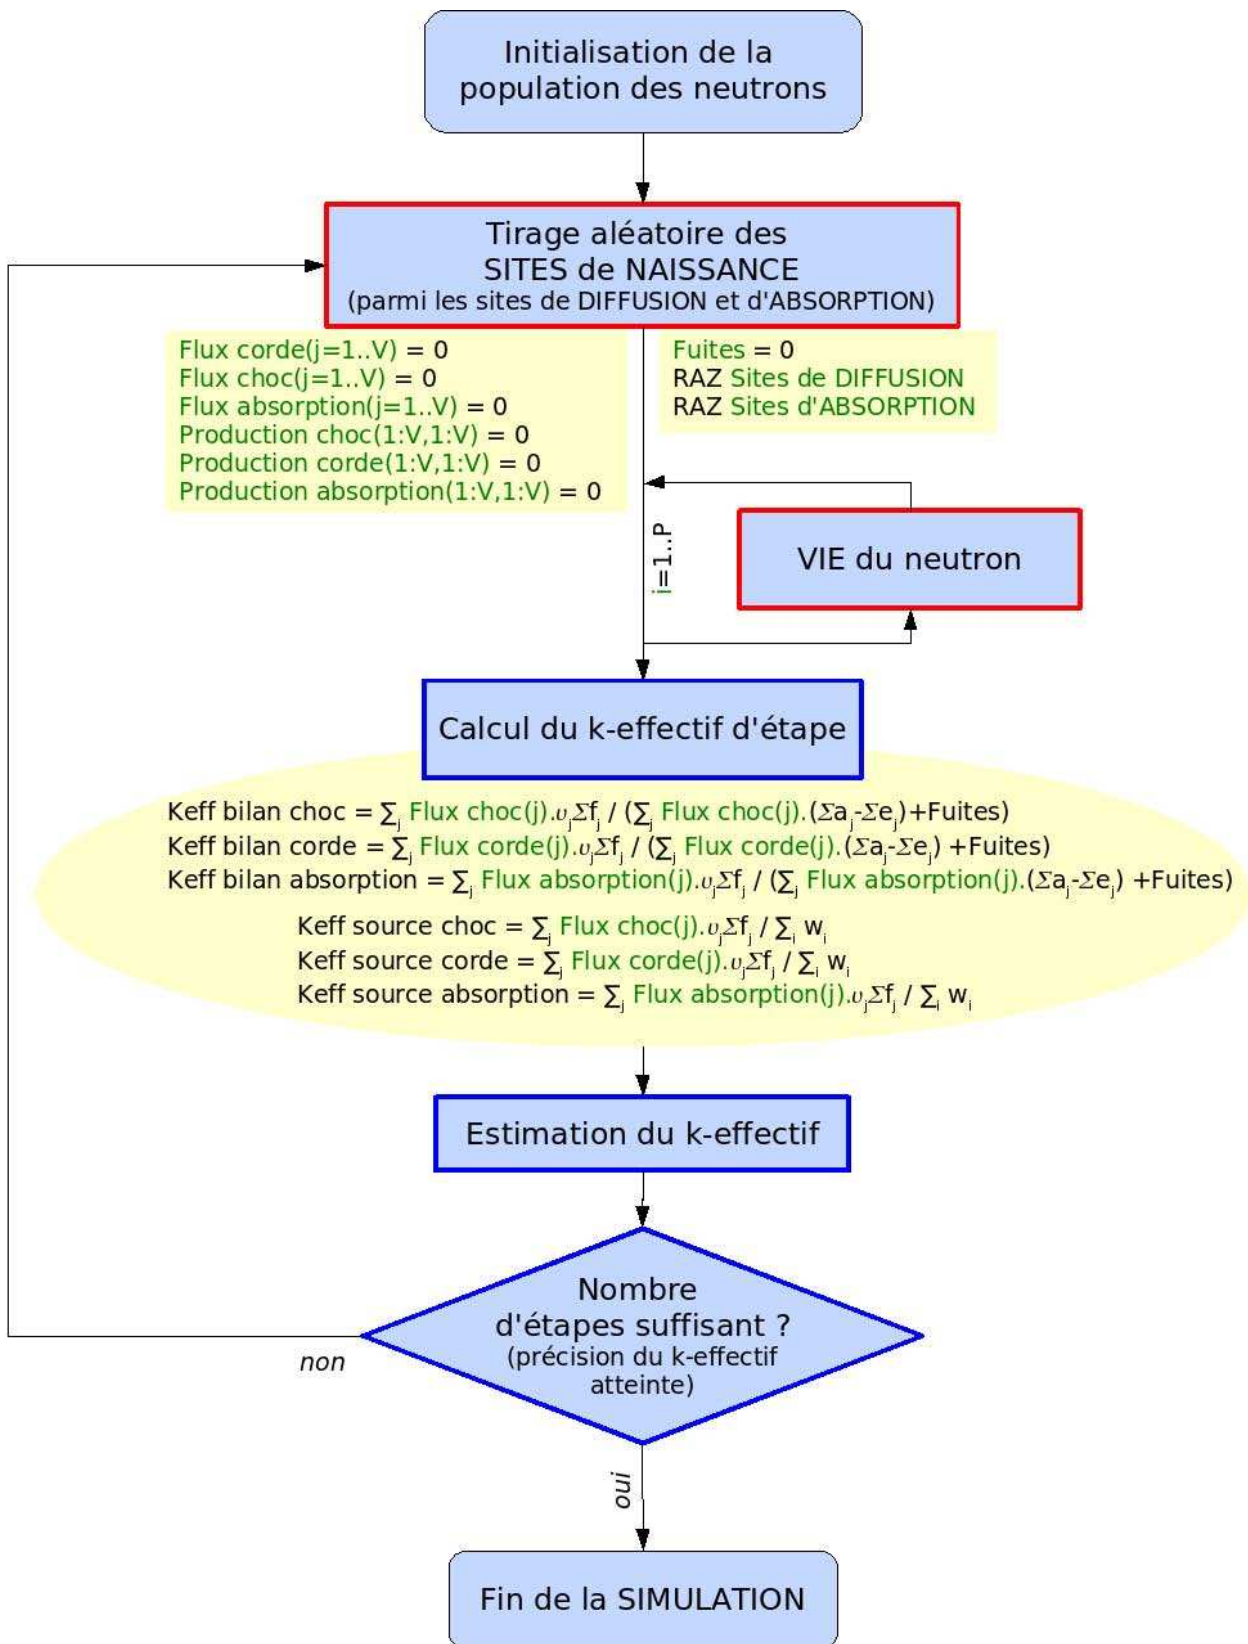 Initialisation de la
population des neutrons
Tirage aléatoire des
SITES de NAISSANCE
(parmi les sites de DIFFUSION et d'ABSORPTION)
Flux corde(j=1..V) = 0
Flux choc(j=1..V) = 0
Flux absorption(j=1..V) = 0
Production choc(1:V,1:V) = 0
Production corde(1:V,1:V) = 0
Production absorption(1:V,1:V) = 0
Fuites = 0
RAZ Sites de DIFFUSION
RAZ Sites d'ABSORPTION
i=1..P
VIE du neutron
Calcul du k-effectif d'étape
Keff bilan choc = ∑j Flux choc(j).υjΣfj / (∑j Flux choc(j).(Σaj-Σej)+Fuites)
Keff bilan corde = ∑j Flux corde(j).υjΣfj / (∑j Flux corde(j).(Σaj-Σej) +Fuites)
Keff bilan absorption = ∑j Flux absorption(j).υjΣfj / (∑j Flux absorption(j).(Σaj-Σej) +Fuites)
Keff source choc = ∑j Flux choc(j).υjΣfj / ∑i wi
Keff source corde = ∑j Flux corde(j).υjΣfj / ∑i wi
Keff source absorption = ∑j Flux absorption(j).υjΣfj / ∑i wi
Estimation du k-effectif
Nombre
d'étapes suffisant ?
(précision du k-effectif
atteinte)
non
oui
Fin de la SIMULATION